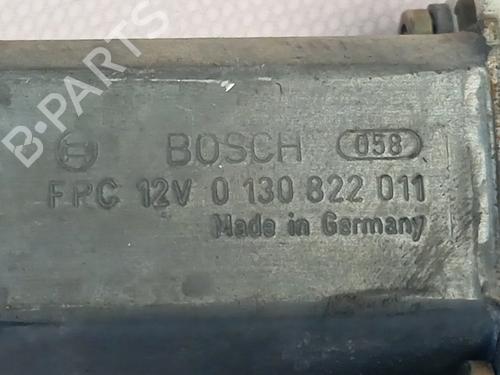 B-PARTS
BOSCH 058
FPC 12V 0 130 822 011
Made in Germany